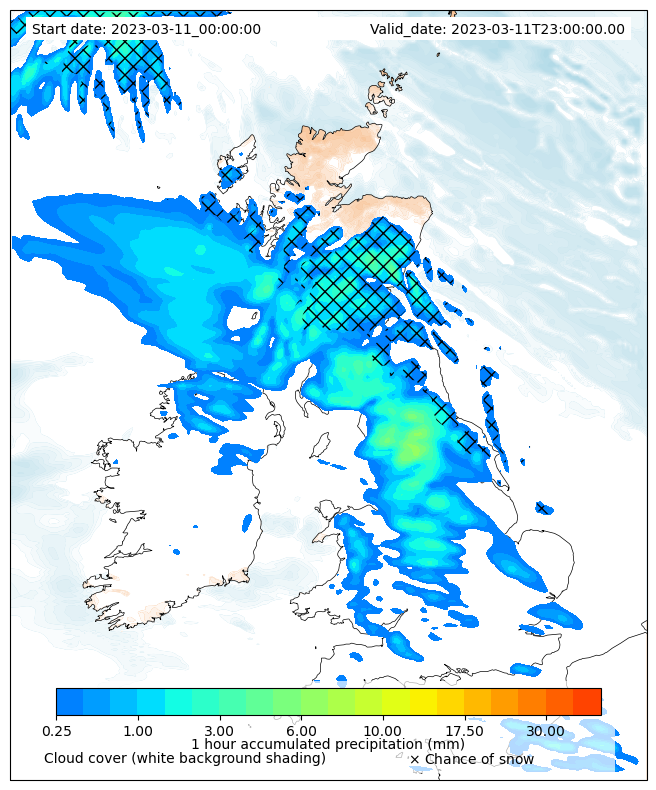 Start date: 2023-03-11_00:00:00 Valid_date: 2023-03-11T23:00:00.00
0.25 1.00 3.00 6.00 10.00 17.50 30.00
1 hour accumulated precipitation (mm)
Cloud cover (white background shading) × Chance of snow